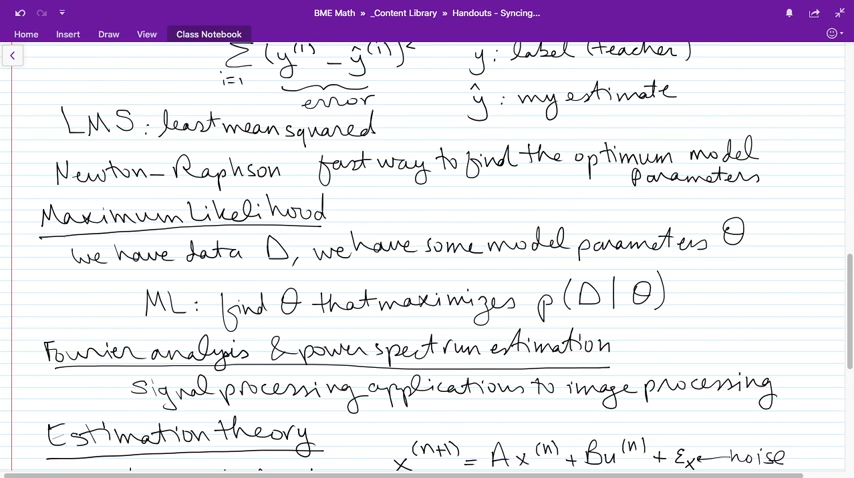 BME Math » _Content Library » Handouts - Syncing...
Home Insert Draw View Class Notebook
∑ (y^(i) - ŷ^(i))² y: label (teacher)
i=1
error ŷ: my estimate
LMS: least mean squared
Newton-Raphson fast way to find the optimum model
parameters
Maximum Likelihood
we have data D, we have some model parameters θ
ML: find θ that maximizes p(D|θ)
Fourier analysis & power spectrum estimation
Signal processing applications to image processing
Estimation theory
x^(n+1) = Ax^(n) + Bu^(n) + εx ← noise